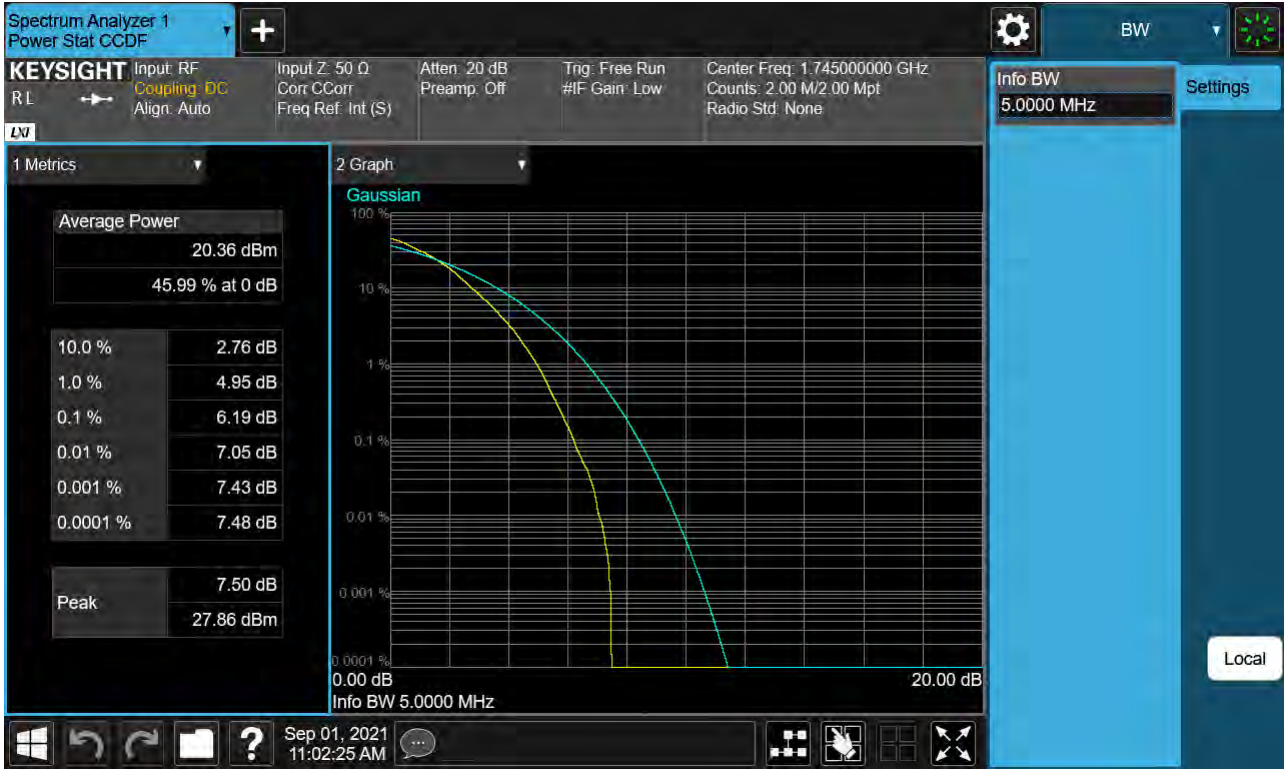 Spectrum Analyzer 1
Power Stat CCDF
+
BW
KEYSIGHT
R L
LXI
Input: RF
Coupling: DC
Align: Auto
Input Z: 50 Ω
Corr CCorr
Freq Ref: Int (S)
Atten: 20 dB
Preamp: Off
Trig: Free Run
#IF Gain: Low
Center Freq: 1.745000000 GHz
Counts: 2.00 M/2.00 Mpt
Radio Std: None
Info BW
5.0000 MHz
Settings
1 Metrics
Average Power
20.36 dBm
45.99 % at 0 dB
10.0 % 2.76 dB
1.0 % 4.95 dB
0.1 % 6.19 dB
0.01 % 7.05 dB
0.001 % 7.43 dB
0.0001 % 7.48 dB
Peak
7.50 dB
27.86 dBm
2 Graph
Gaussian
100 %
10 %
1 %
0.1 %
0.01 %
0.001 %
0.0001 %
0.00 dB 20.00 dB
Info BW 5.0000 MHz
Local
?
Sep 01, 2021
11:02:25 AM